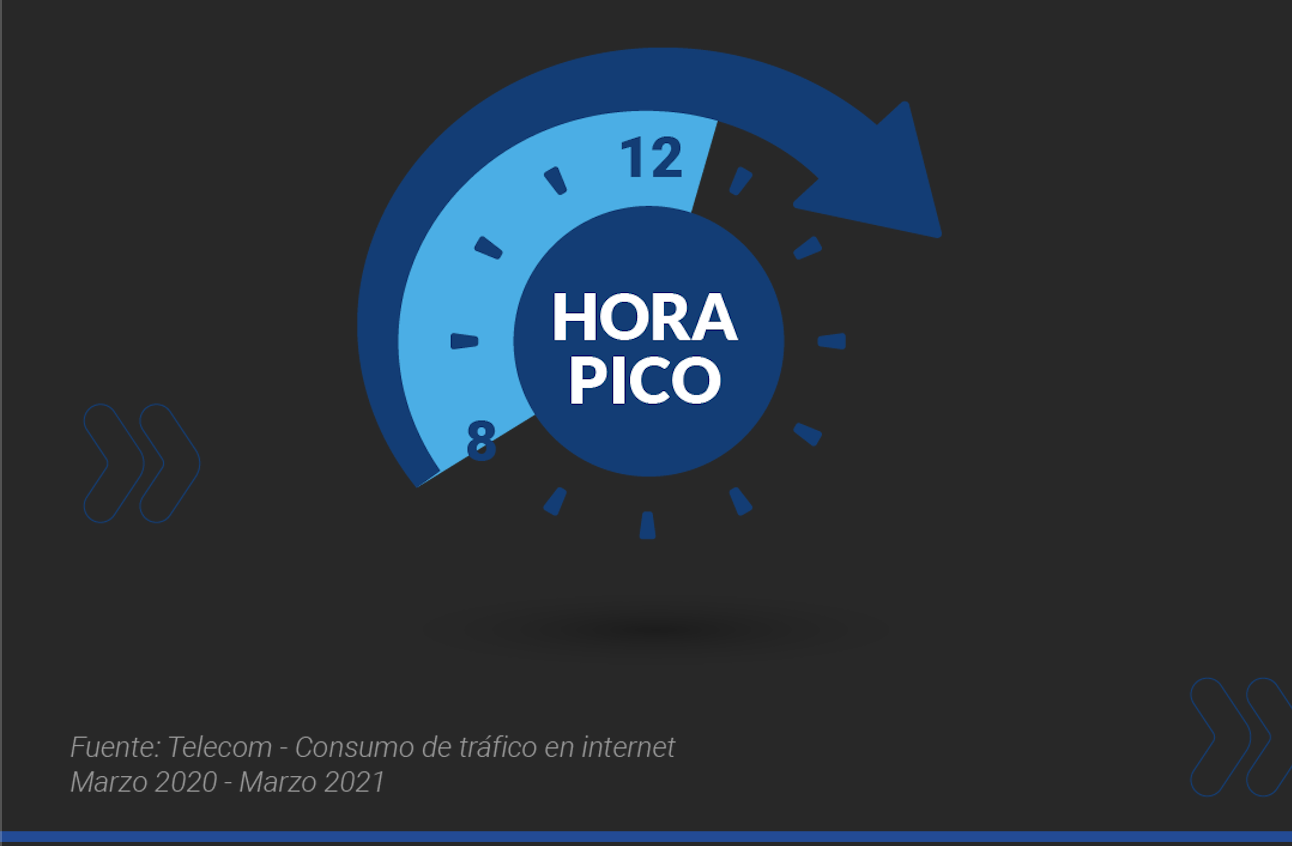 12
HORA
PICO
8
Fuente: Telecom - Consumo de tráfico en internet
Marzo 2020 - Marzo 2021